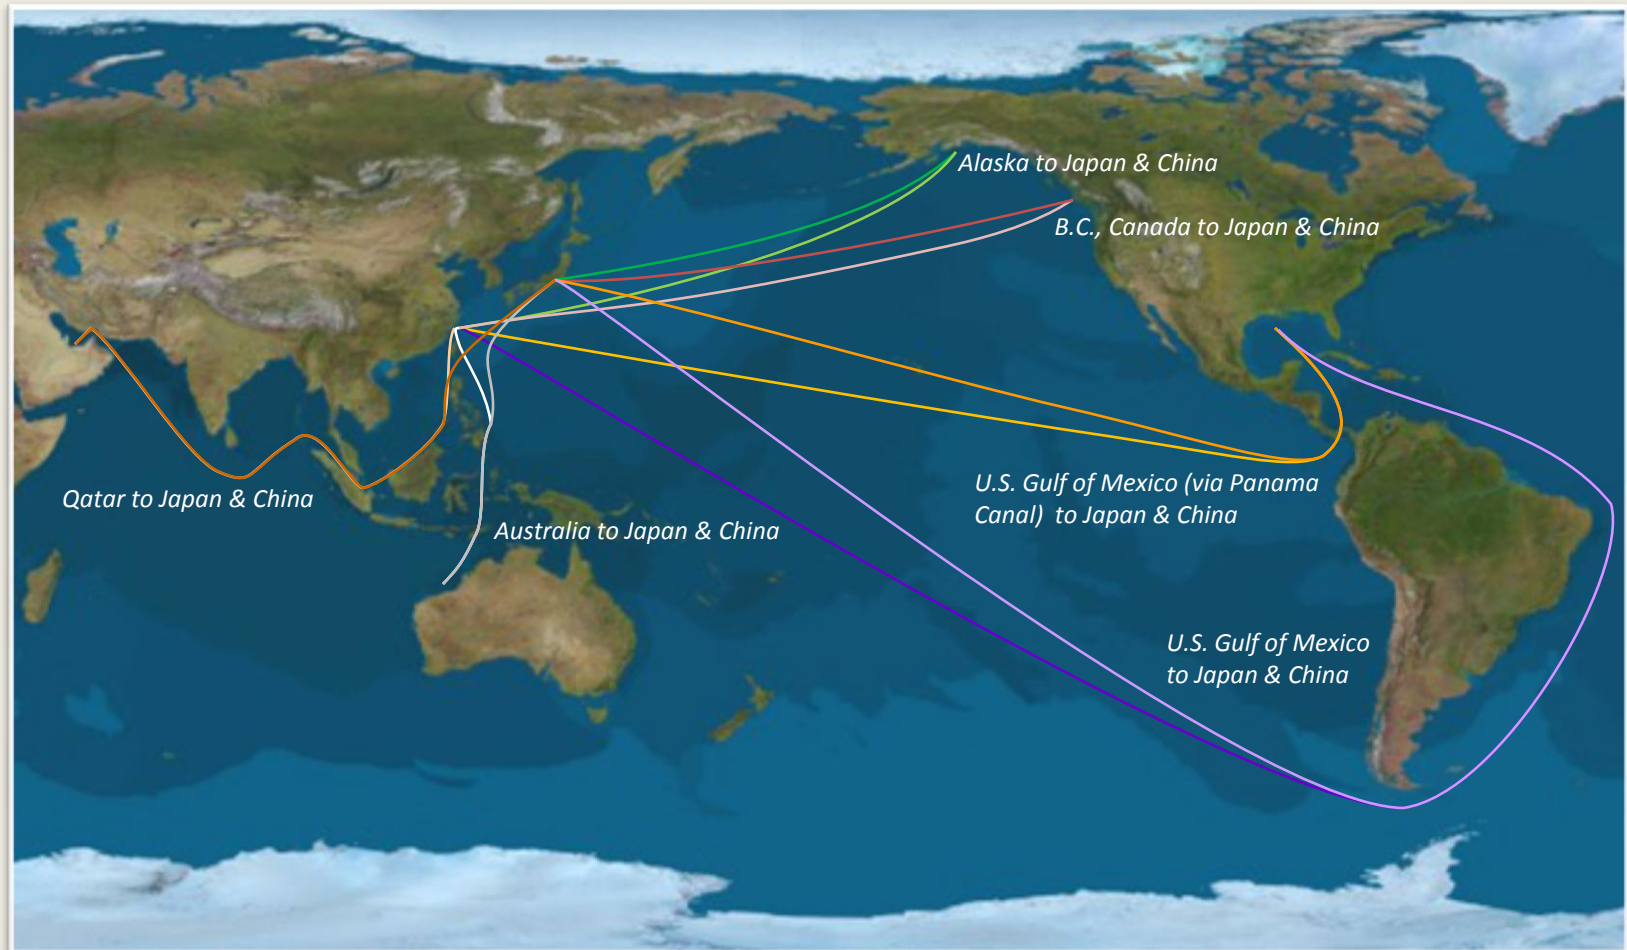 Alaska to Japan & China
B.C., Canada to Japan & China
U.S. Gulf of Mexico (via Panama
Canal) to Japan & China
Qatar to Japan & China
Australia to Japan & China
U.S. Gulf of Mexico
to Japan & China